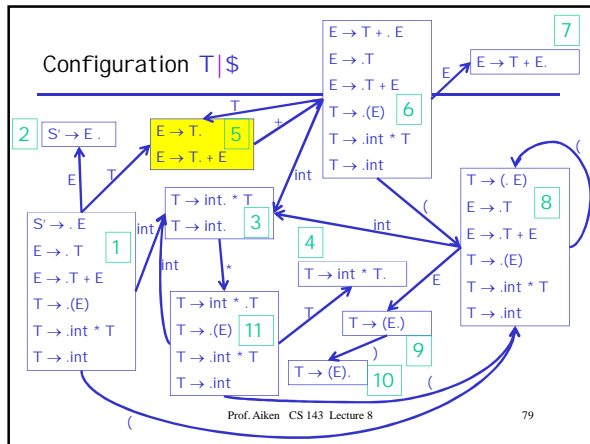 Configuration T|$
E → T + . E
E → .T
E → .T + E
T → .(E)
T → .int * T
T → .int
6
7
E → T + E.
E
2
S' → E .
E → T.
E → T. + E
5
T
+
E
T
int
(
(
S' → . E
E → . T
E → .T + E
T → .(E)
T → .int * T
T → .int
1
int
T → int. * T
T → int.
3
int
*
int
4
T → int * T.
T
T → int * .T
T → .(E)
T → .int * T
T → .int
11
T → (. E)
E → .T
E → .T + E
T → .(E)
T → .int * T
T → .int
8
E
T → (E.)
9
)
T → (E).
10
(
(
Prof. Aiken CS 143 Lecture 8
79